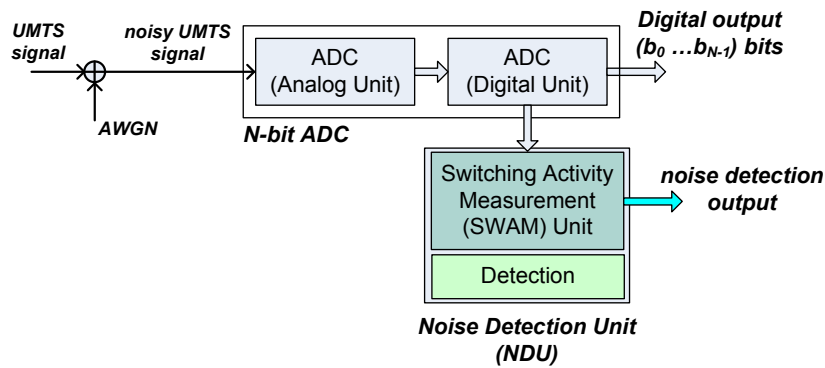 UMTS
signal
noisy UMTS
signal
AWGN
ADC
(Analog Unit)
ADC
(Digital Unit)
N-bit ADC
Digital output
(b0 ...bN-1) bits
Switching Activity
Measurement
(SWAM) Unit
Detection
noise detection
output
Noise Detection Unit
(NDU)